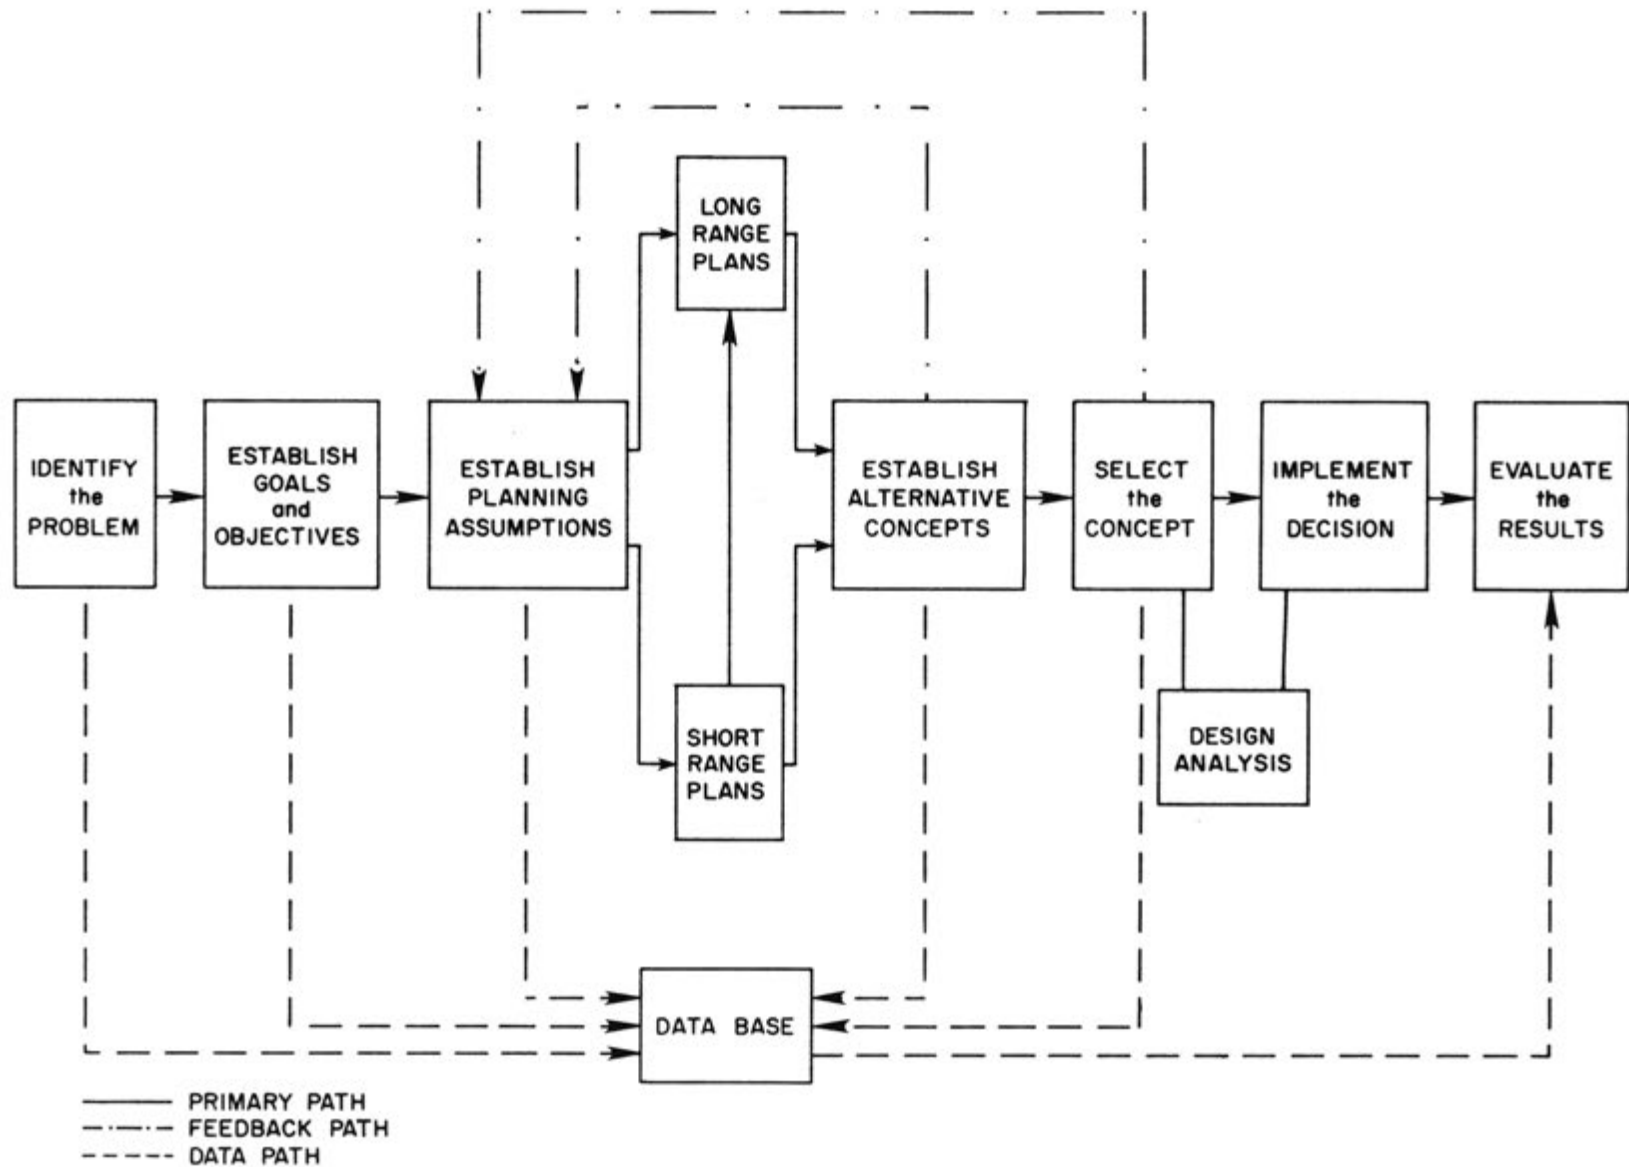 LONG
RANGE
PLANS
IDENTIFY
the
PROBLEM
ESTABLISH
GOALS
and
OBJECTIVES
ESTABLISH
PLANNING
ASSUMPTIONS
ESTABLISH
ALTERNATIVE
CONCEPTS
SELECT
the
CONCEPT
IMPLEMENT
the
DECISION
EVALUATE
the
RESULTS
SHORT
RANGE
PLANS
DESIGN
ANALYSIS
DATA BASE
PRIMARY PATH
FEEDBACK PATH
DATA PATH